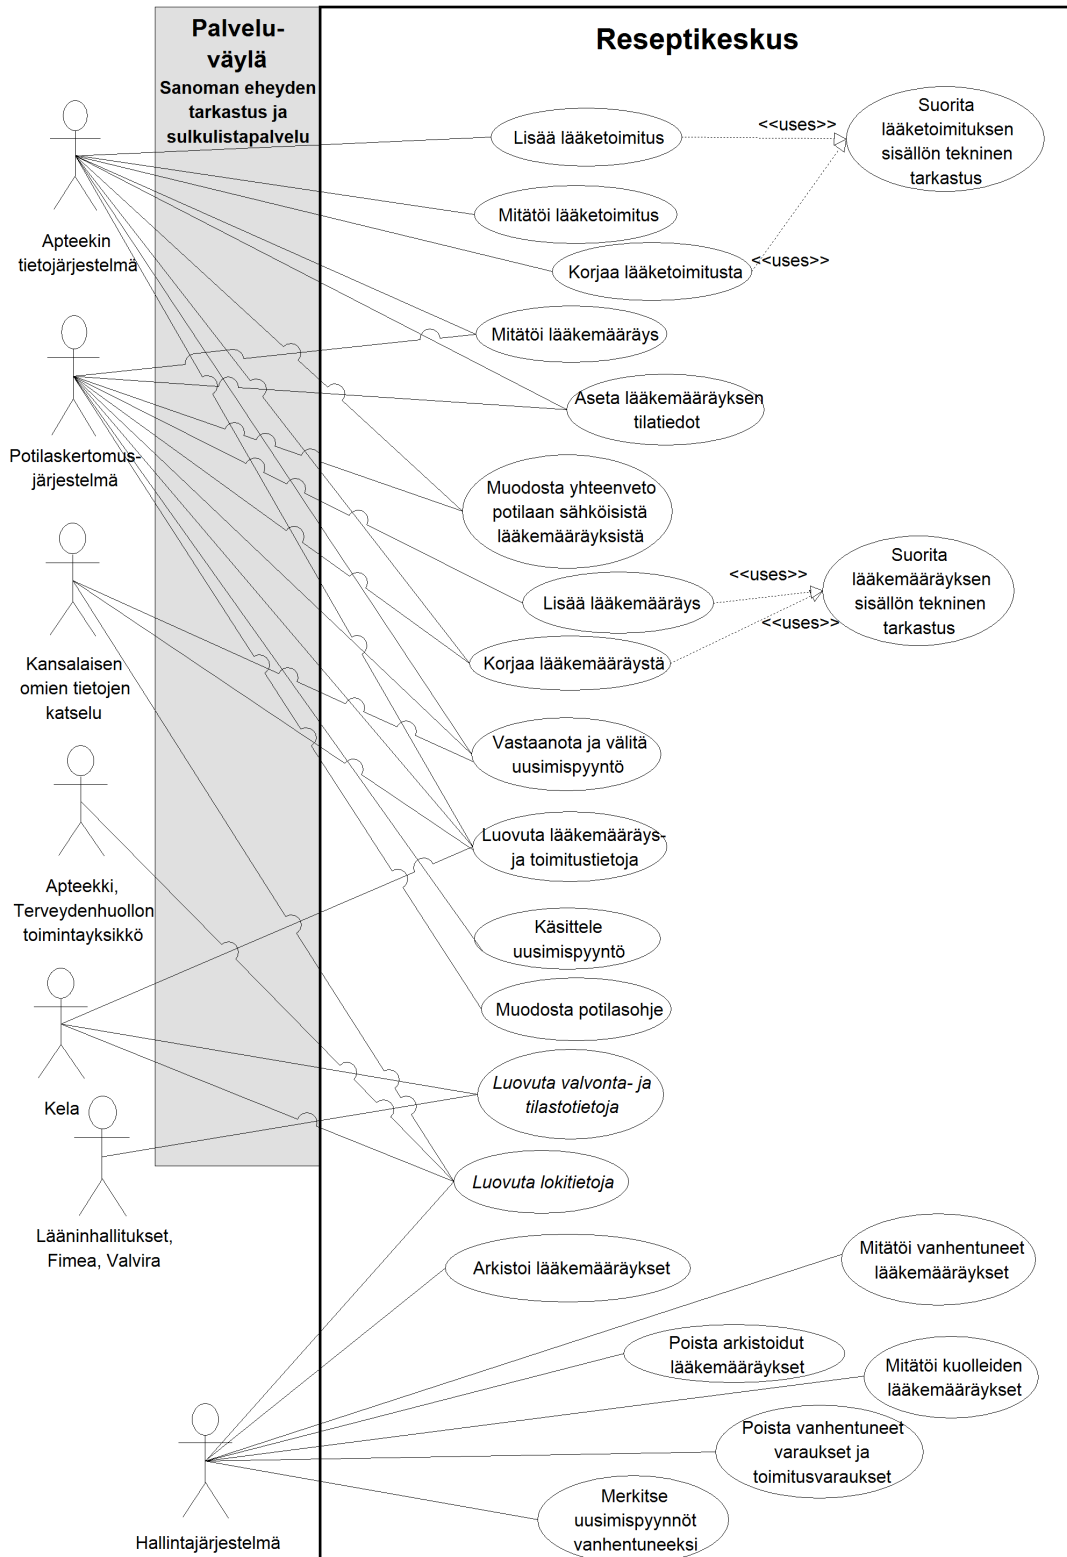 Palvelu-
väylä
Sanoman eheyden
tarkastus ja
sulkulistapalvelu
Reseptikeskus
Apteekin
tietojärjestelmä
Potilaskertomus-
järjestelmä
Kansalaisen
omien tietojen
katselu
Apteekki,
Terveydenhuollon
toimintayksikkö
Kela
Lääninhallitukset,
Fimea, Valvira
Hallintajärjestelmä
Lisää lääketoimitus
<<uses>>
Suorita
lääketoimituksen
sisällön tekninen
tarkastus
Mitätöi lääketoimitus
Korjaa lääketoimitusta
<<uses>>
Mitätöi lääkemääräys
Aseta lääkemääräyksen
tilatiedot
Muodosta yhteenveto
potilaan sähköisistä
lääkemääräyksistä
Lisää lääkemääräys
<<uses>>
Suorita
lääkemääräyksen
sisällön tekninen
tarkastus
<<uses>>
Korjaa lääkemääräystä
Vastaanota ja välitä
uusimispyyntö
Luovuta lääkemääräys-
ja toimitustietoja
Käsittele
uusimispyyntö
Muodosta potilasohje
Luovuta valvonta- ja
tilastotietoja
Luovuta lokitietoja
Arkistoi lääkemääräykset
Mitätöi vanhentuneet
lääkemääräykset
Poista arkistoidut
lääkemääräykset
Mitätöi kuolleiden
lääkemääräykset
Poista vanhentuneet
varaukset ja
toimitusvaraukset
Merkitse
uusimispyynnöt
vanhentuneeksi